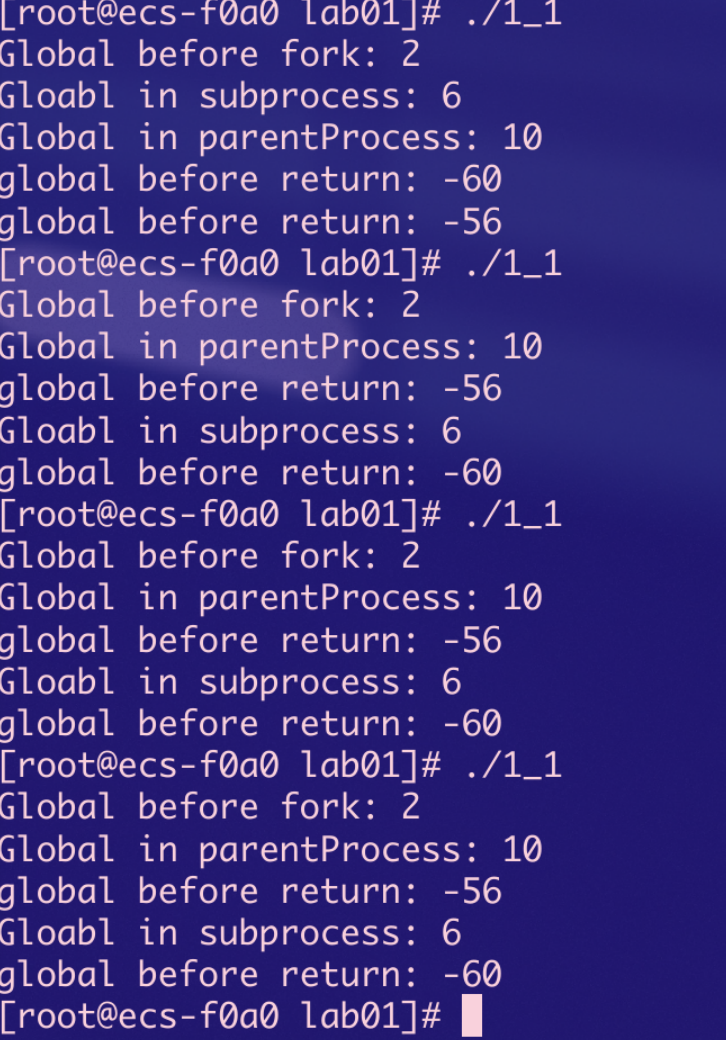 [root@ecs-f0a0 lab01]# ./1_1
Global before fork: 2
Gloabl in subprocess: 6
Global in parentProcess: 10
global before return: -60
global before return: -56
[root@ecs-f0a0 lab01]# ./1_1
Global before fork: 2
Global in parentProcess: 10
global before return: -56
Gloabl in subprocess: 6
global before return: -60
[root@ecs-f0a0 lab01]# ./1_1
Global before fork: 2
Global in parentProcess: 10
global before return: -56
Gloabl in subprocess: 6
global before return: -60
[root@ecs-f0a0 lab01]# ./1_1
Global before fork: 2
Global in parentProcess: 10
global before return: -56
Gloabl in subprocess: 6
global before return: -60
[root@ecs-f0a0 lab01]#